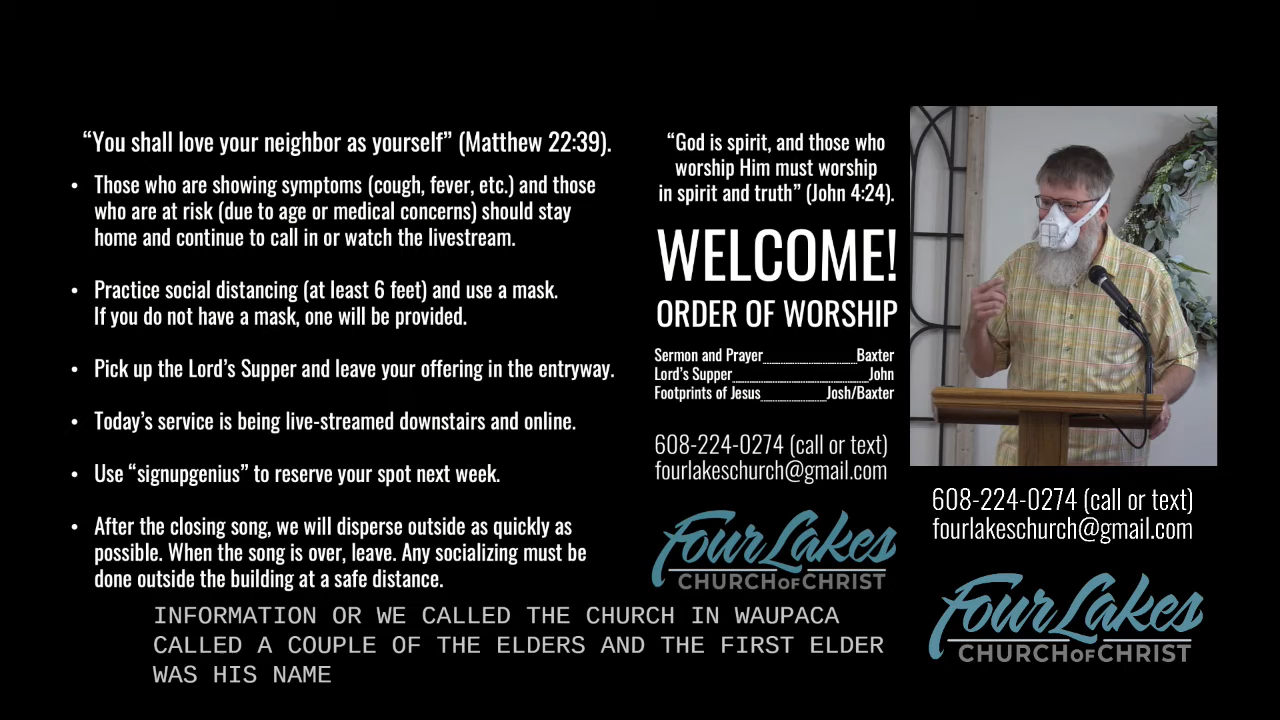 “You shall love your neighbor as yourself” (Matthew 22:39).
• Those who are showing symptoms (cough, fever, etc.) and those
who are at risk (due to age or medical concerns) should stay
home and continue to call in or watch the livestream.
• Practice social distancing (at least 6 feet) and use a mask.
If you do not have a mask, one will be provided.
• Pick up the Lord’s Supper and leave your offering in the entryway.
• Today’s service is being live-streamed downstairs and online.
• Use “signupgenius” to reserve your spot next week.
• After the closing song, we will disperse outside as quickly as
possible. When the song is over, leave. Any socializing must be
done outside the building at a safe distance.
“God is spirit, and those who
worship Him must worship
in spirit and truth” (John 4:24).
WELCOME!
ORDER OF WORSHIP
Sermon and Prayer Baxter
Lord’s Supper John
Footprints of Jesus Josh/Baxter
608-224-0274 (call or text)
fourlakeschurch@gmail.com
Four Lakes
CHURCH OF CHRIST
608-224-0274 (call or text)
fourlakeschurch@gmail.com
Four Lakes
CHURCH OF CHRIST
INFORMATION OR WE CALLED THE CHURCH IN WAUPACA
CALLED A COUPLE OF THE ELDERS AND THE FIRST ELDER
WAS HIS NAME